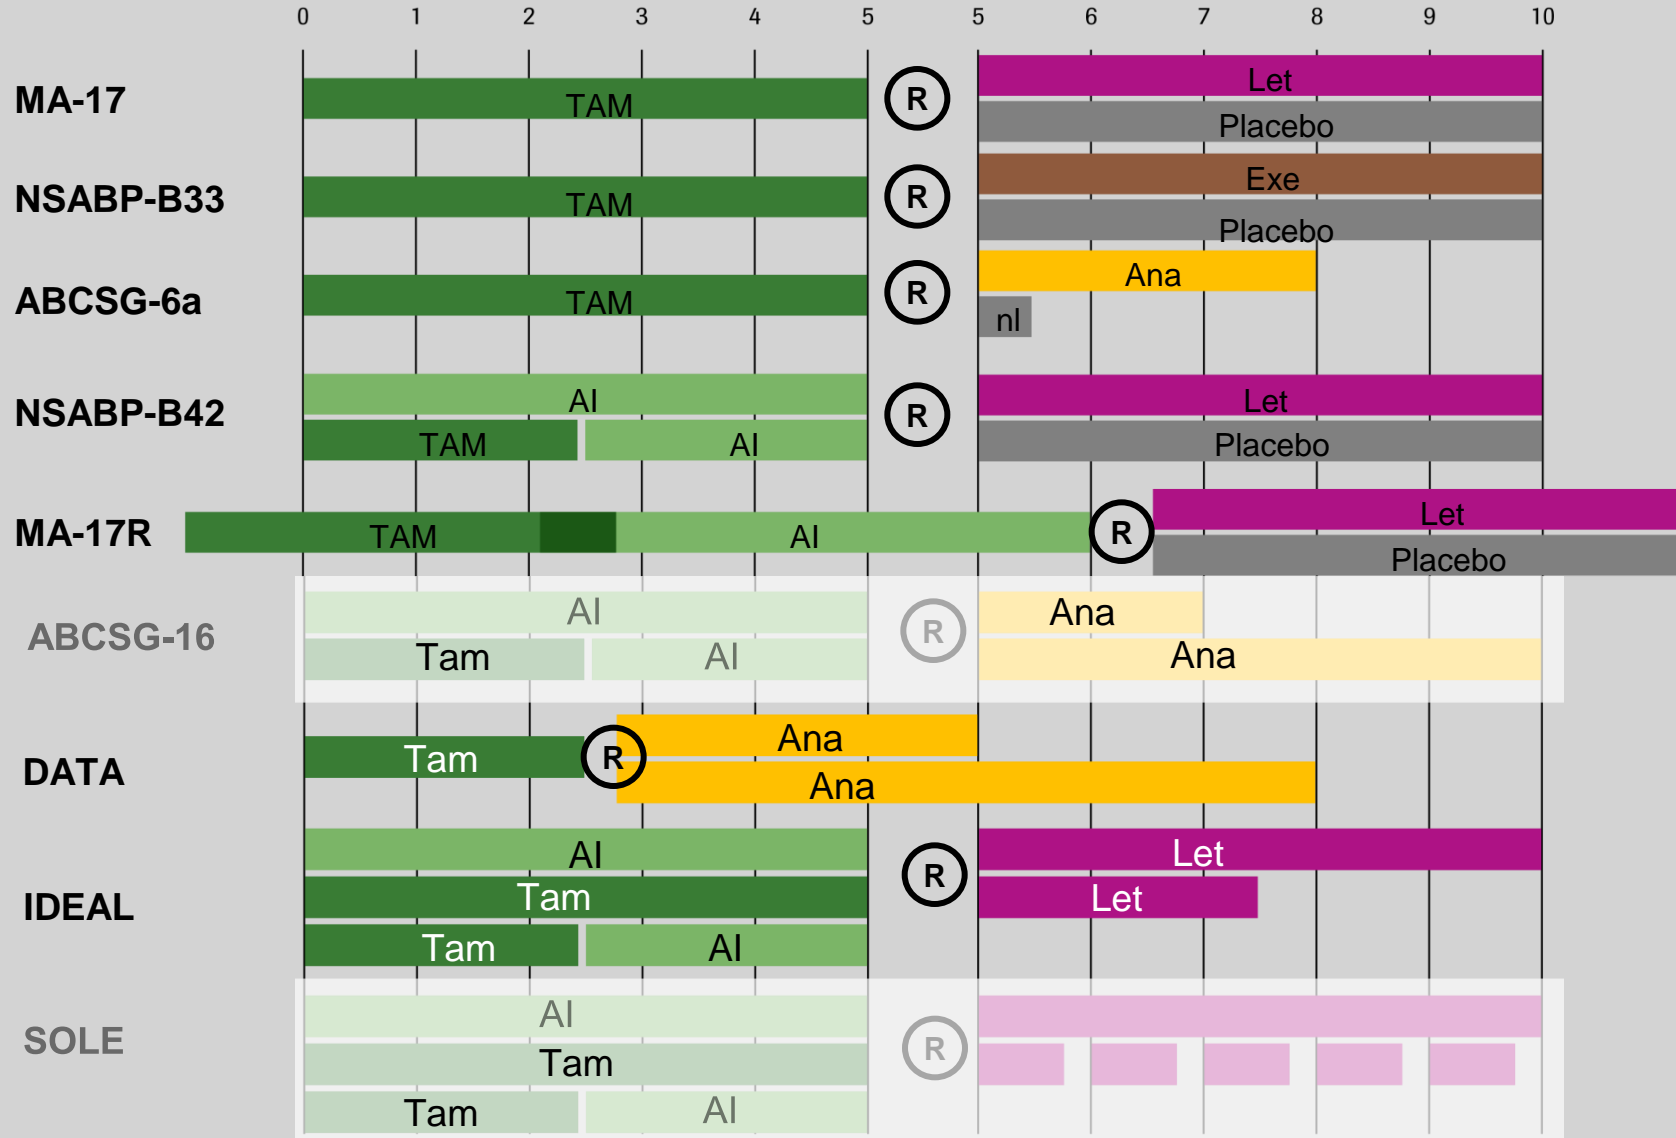 0 1 2 3 4 5 5 6 7 8 9 10
Let
MA-17 TAM R
Placebo
Exe
NSABP-B33 TAM R
Placebo
Ana
ABCSG-6a TAM R
nl
AI Let
NSABP-B42 R
TAM AI Placebo
Let
MA-17R TAM AI R
Placebo
AI Ana
ABCSG-16 R
Tam AI Ana
Ana
DATA Tam R
Ana
AI R Let
IDEAL Tam Let
Tam AI
AI
SOLE R
Tam
Tam AI